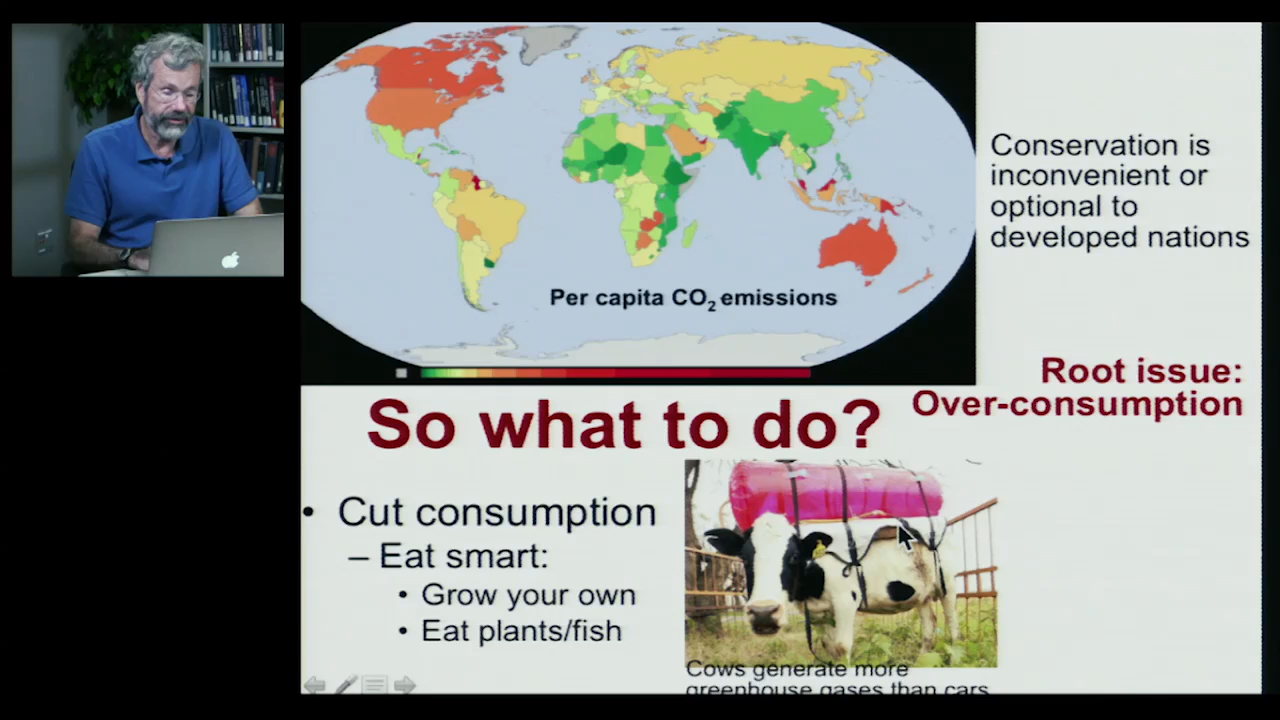 Conservation is
inconvenient or
optional to
developed nations
Per capita CO₂ emissions
Root issue:
Over-consumption
So what to do?
• Cut consumption
– Eat smart:
• Grow your own
• Eat plants/fish
Cows generate more
greenhouse gases than cars